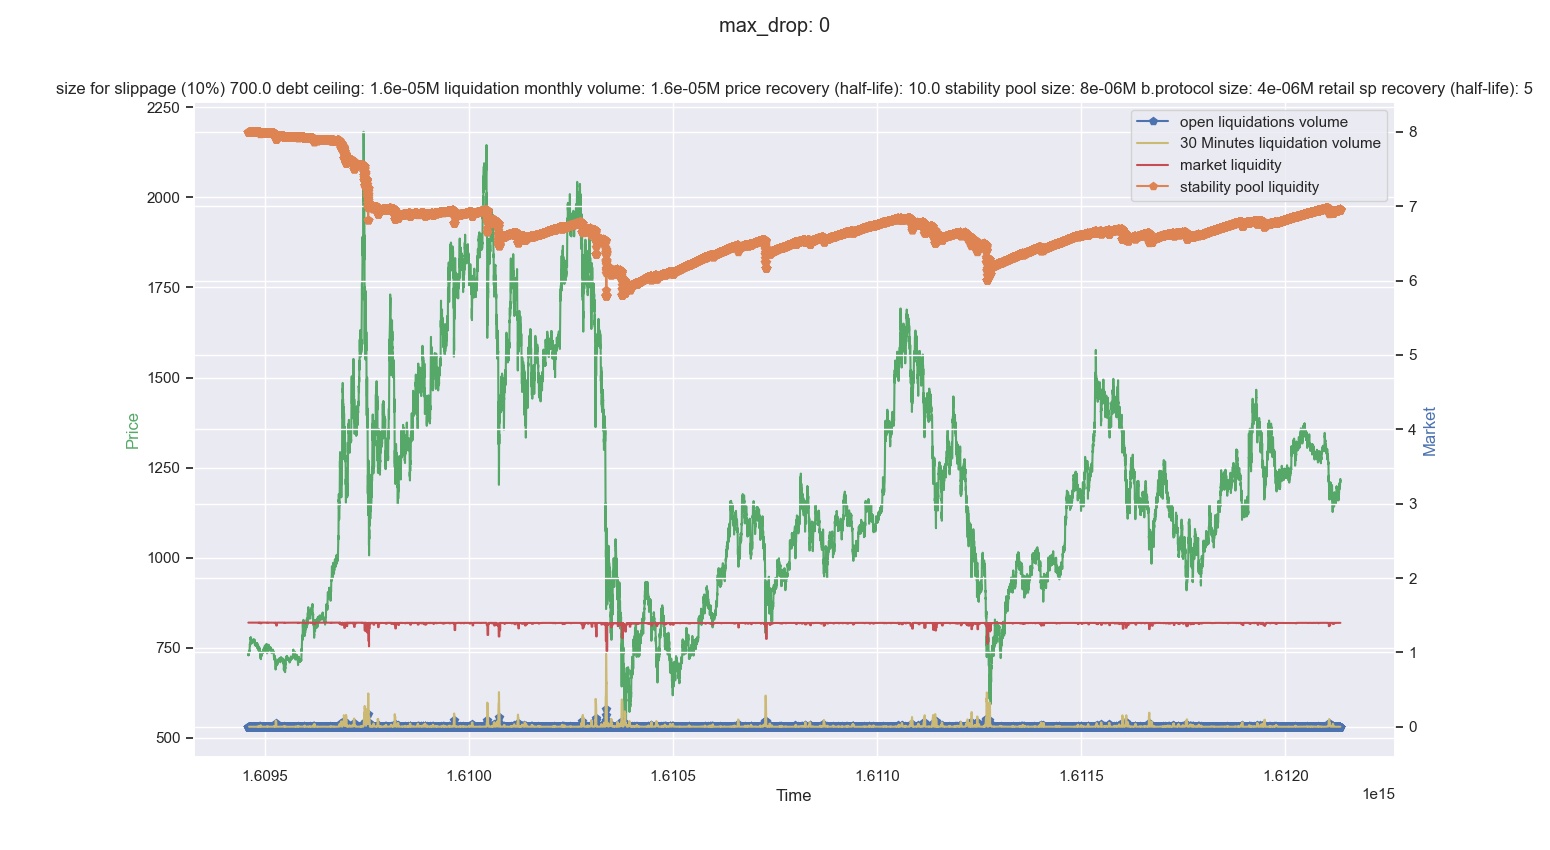 max_drop: 0
size for slippage (10%) 700.0 debt ceiling: 1.6e-05M liquidation monthly volume: 1.6e-05M price recovery (half-life): 10.0 stability pool size: 8e-06M b.protocol size: 4e-06M retail sp recovery (half-life): 5
open liquidations volume
30 Minutes liquidation volume
market liquidity
stability pool liquidity
2250
2000
1750
1500
1250
1000
750
500
Price
8
7
6
5
4
3
2
1
0
Market
1.6095 1.6100 1.6105 1.6110 1.6115 1.6120
Time
1e15